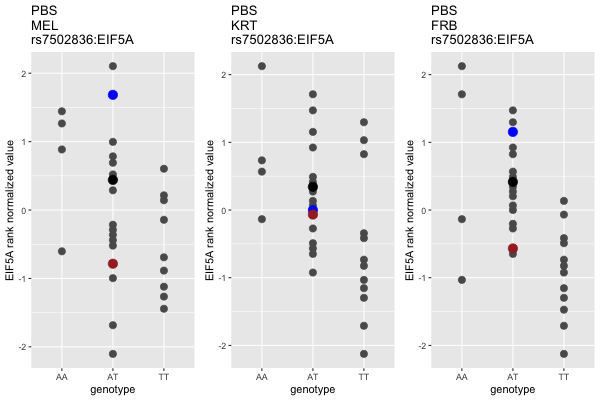 PBS
MEL
rs7502836:EIF5A
EIF5A rank normalized value
2
1
0
-1
-2
AA AT TT
genotype
PBS
KRT
rs7502836:EIF5A
EIF5A rank normalized value
2
1
0
-1
-2
AA AT TT
genotype
PBS
FRB
rs7502836:EIF5A
EIF5A rank normalized value
2
1
0
-1
-2
AA AT TT
genotype